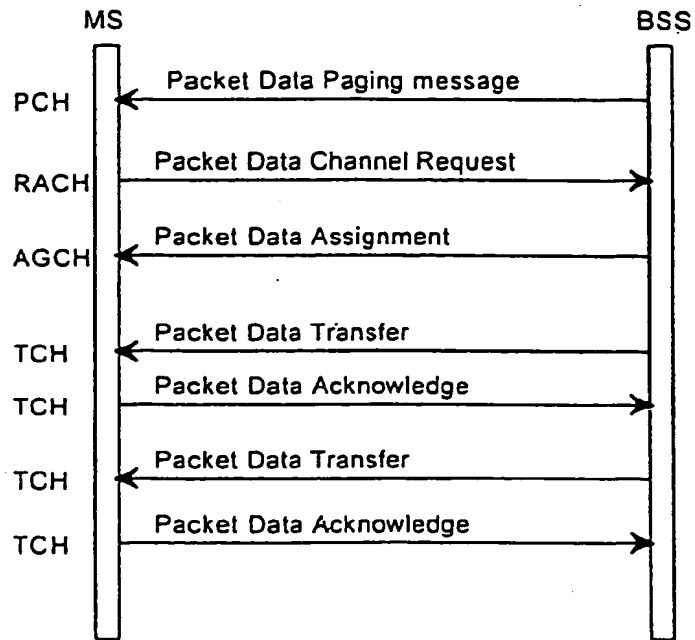 MS BSS
Packet Data Paging message
PCH
Packet Data Channel Request
RACH
Packet Data Assignment
AGCH
Packet Data Transfer
TCH
Packet Data Acknowledge
TCH
Packet Data Transfer
TCH
Packet Data Acknowledge
TCH